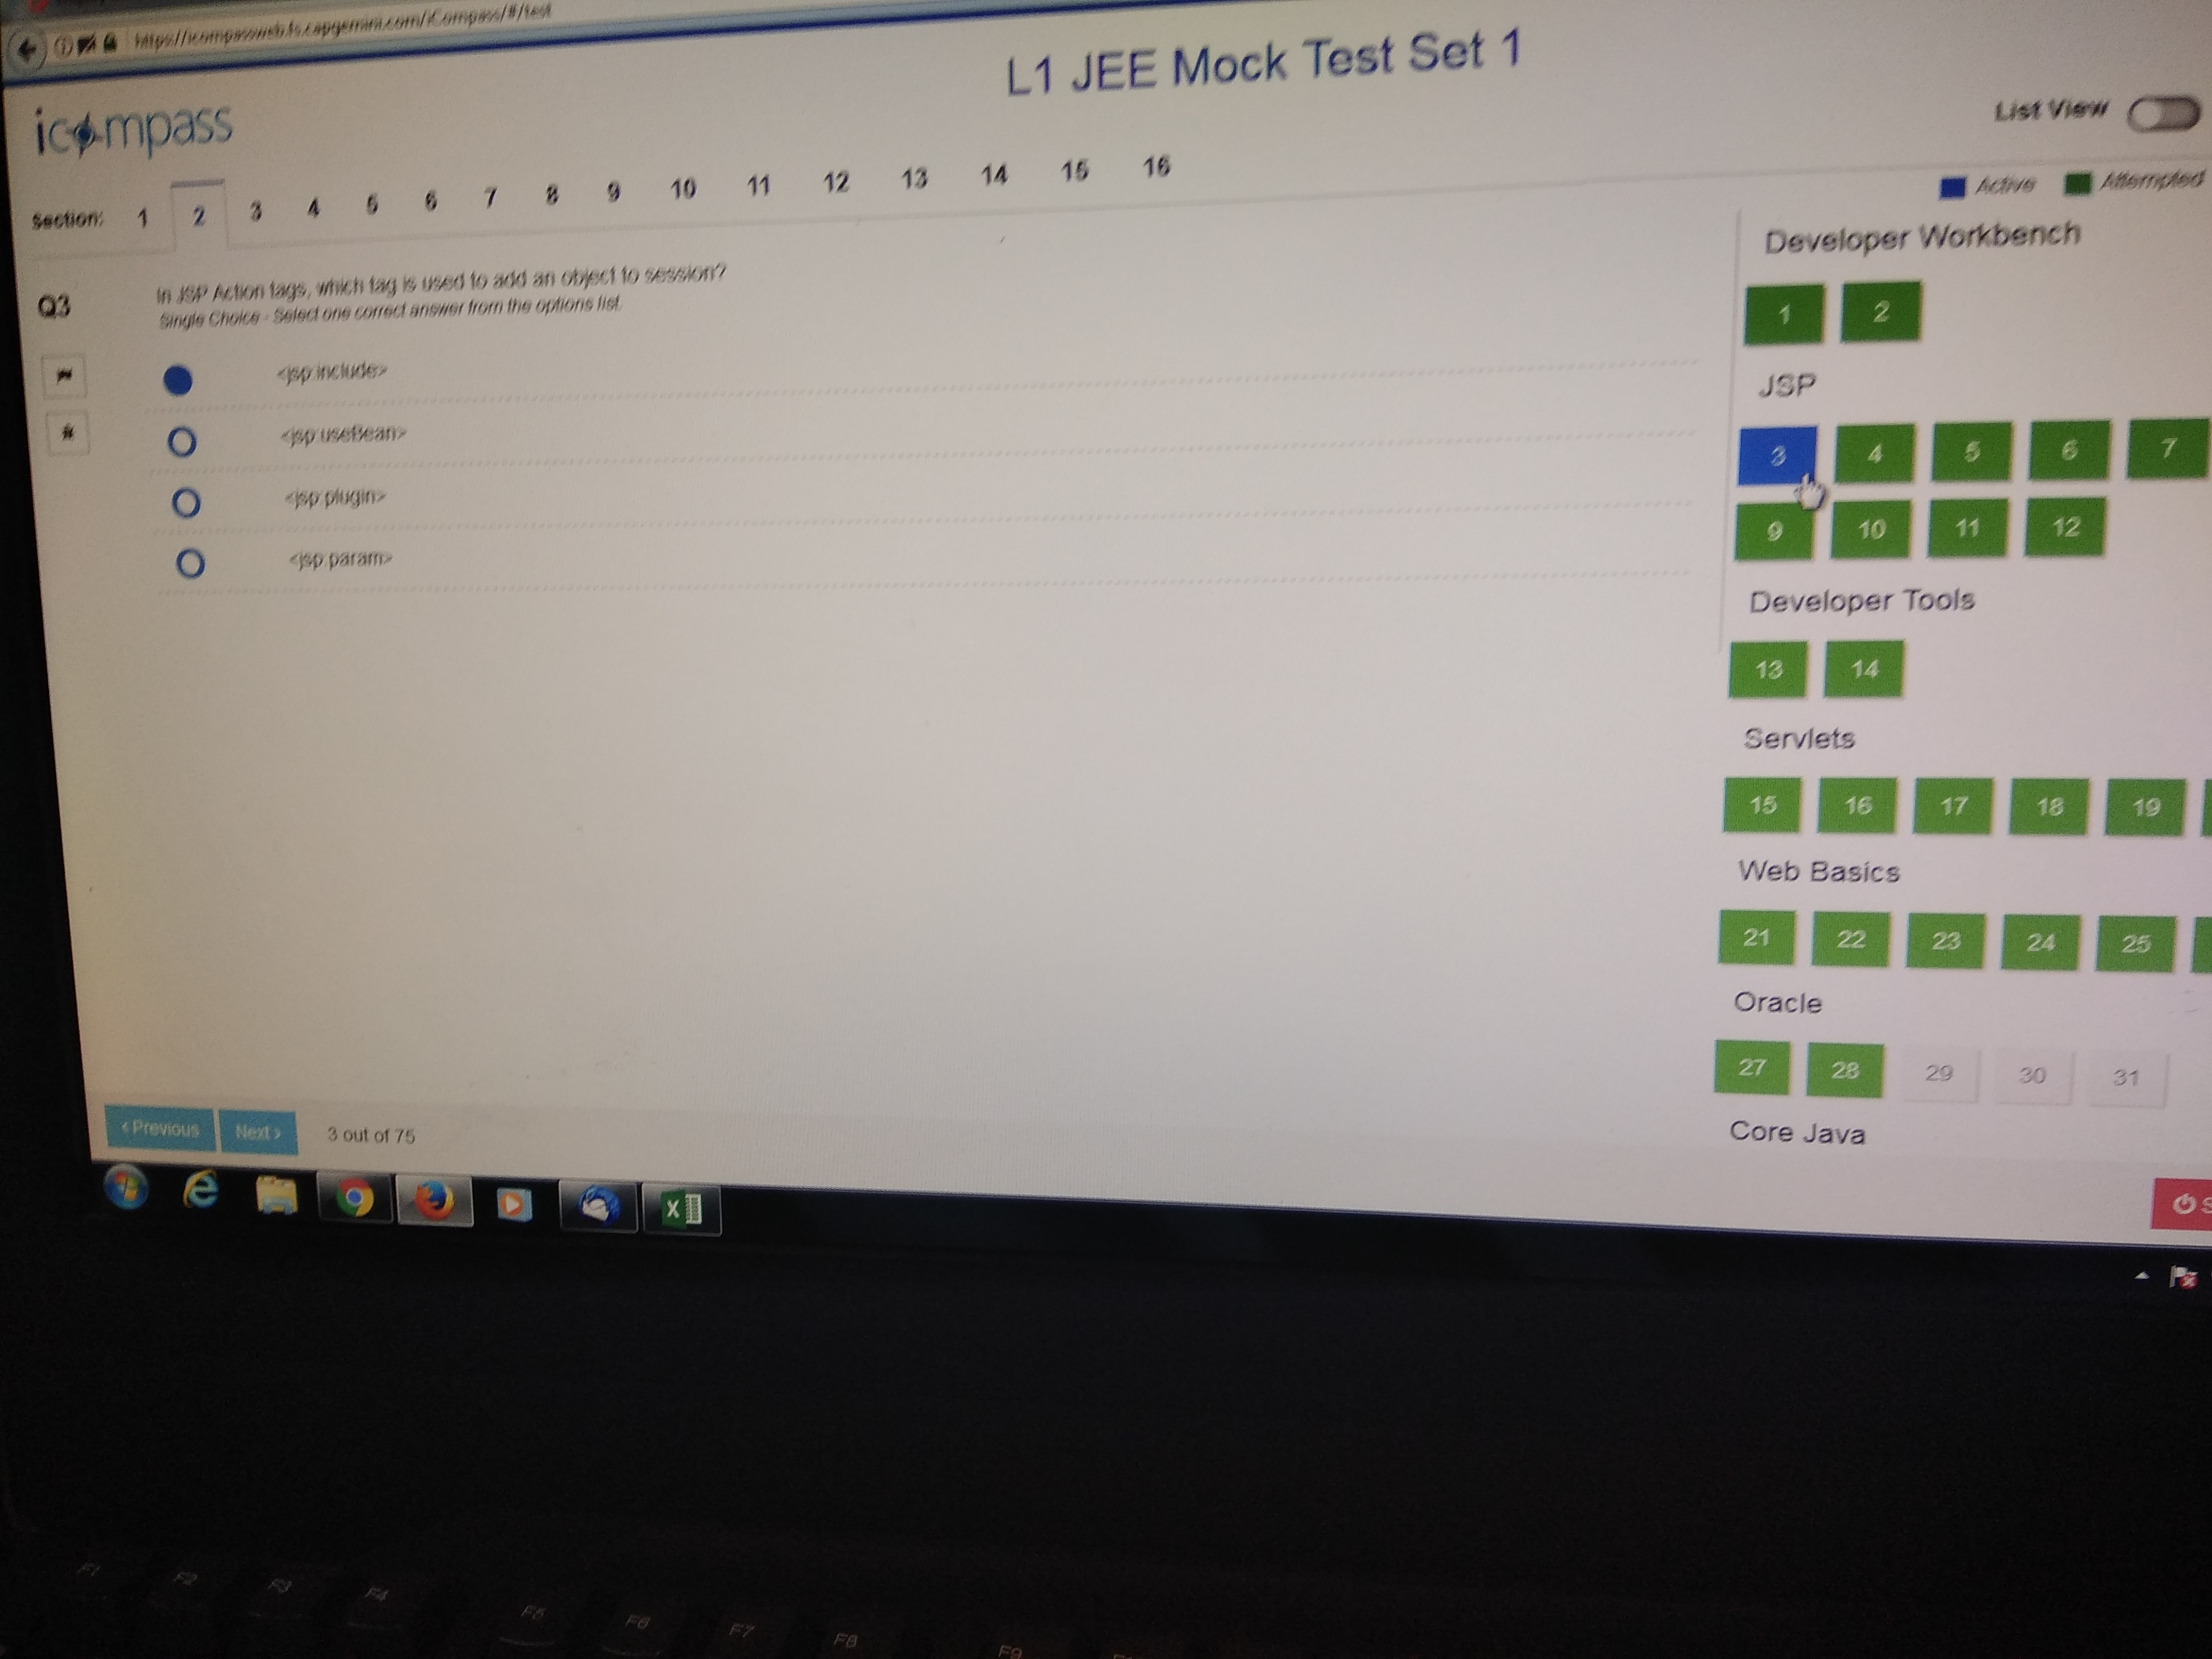 https://icompassweb.fs.capgemini.com/iCompass/#/test
L1 JEE Mock Test Set 1
icompass
List View
Section: 1 2 3 4 5 6 7 8 9 10 11 12 13 14 15 16
Active Attempted
Q3
In JSP Action tags, which tag is used to add an object to session?
Single Choice - Select one correct answer from the options list.
<jsp:include>
<jsp:useBean>
<jsp:plugin>
<jsp:param>
Developer Workbench
1 2
JSP
3 4 5 6 7
9 10 11 12
Developer Tools
13 14
Servlets
15 16 17 18 19
Web Basics
21 22 23 24 25
Oracle
27 28 29 30 31
Core Java
‹ Previous Next › 3 out of 75
S
F1 F2 F3 F4 F5 F6 F7 F8 F9